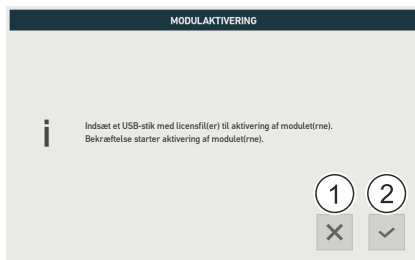 MODULAKTIVERING
Indsæt et USB-stik med licensfil(er) til aktivering af modulet(rne).
Bekræftelse starter aktivering af modulet(rne).
1 2